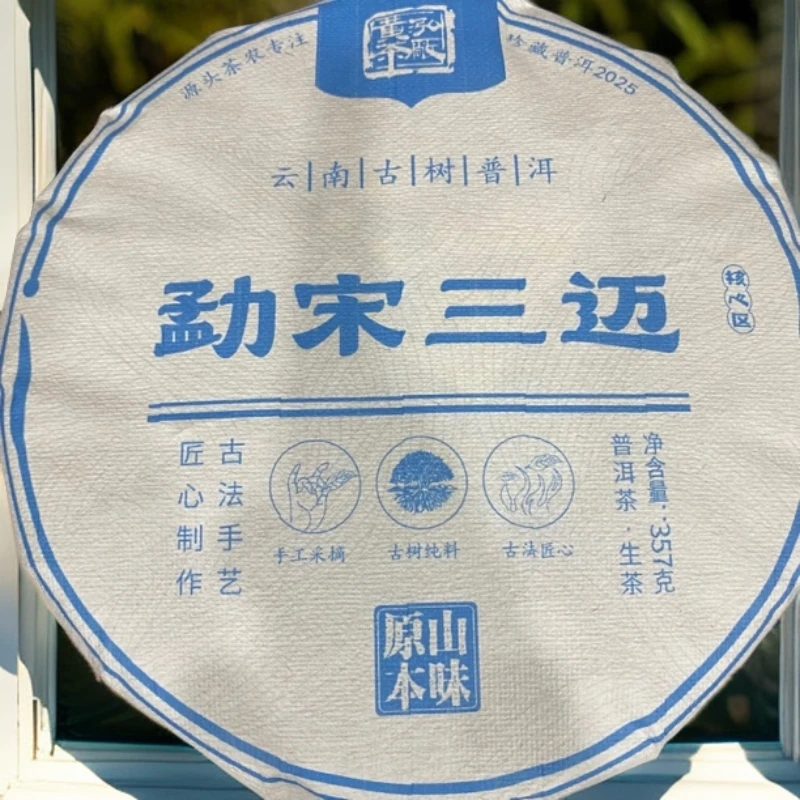 源头茶农专注
珍藏普洱2025
云|南|古|树|普|洱
勐宋三迈
古法手艺
匠心制作
手工采摘
古树纯料
古法匠心
净含量:357克
普洱茶·生茶
山味
原本